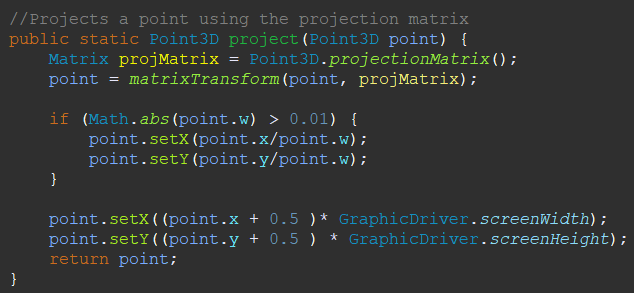 //Projects a point using the projection matrix
public static Point3D project(Point3D point) {
    Matrix projMatrix = Point3D.projectionMatrix();
    point = matrixTransform(point, projMatrix);

    if (Math.abs(point.w) > 0.01) {
        point.setX(point.x/point.w);
        point.setY(point.y/point.w);
    }

    point.setX((point.x + 0.5 )* GraphicDriver.screenWidth);
    point.setY((point.y + 0.5 ) * GraphicDriver.screenHeight);
    return point;
}